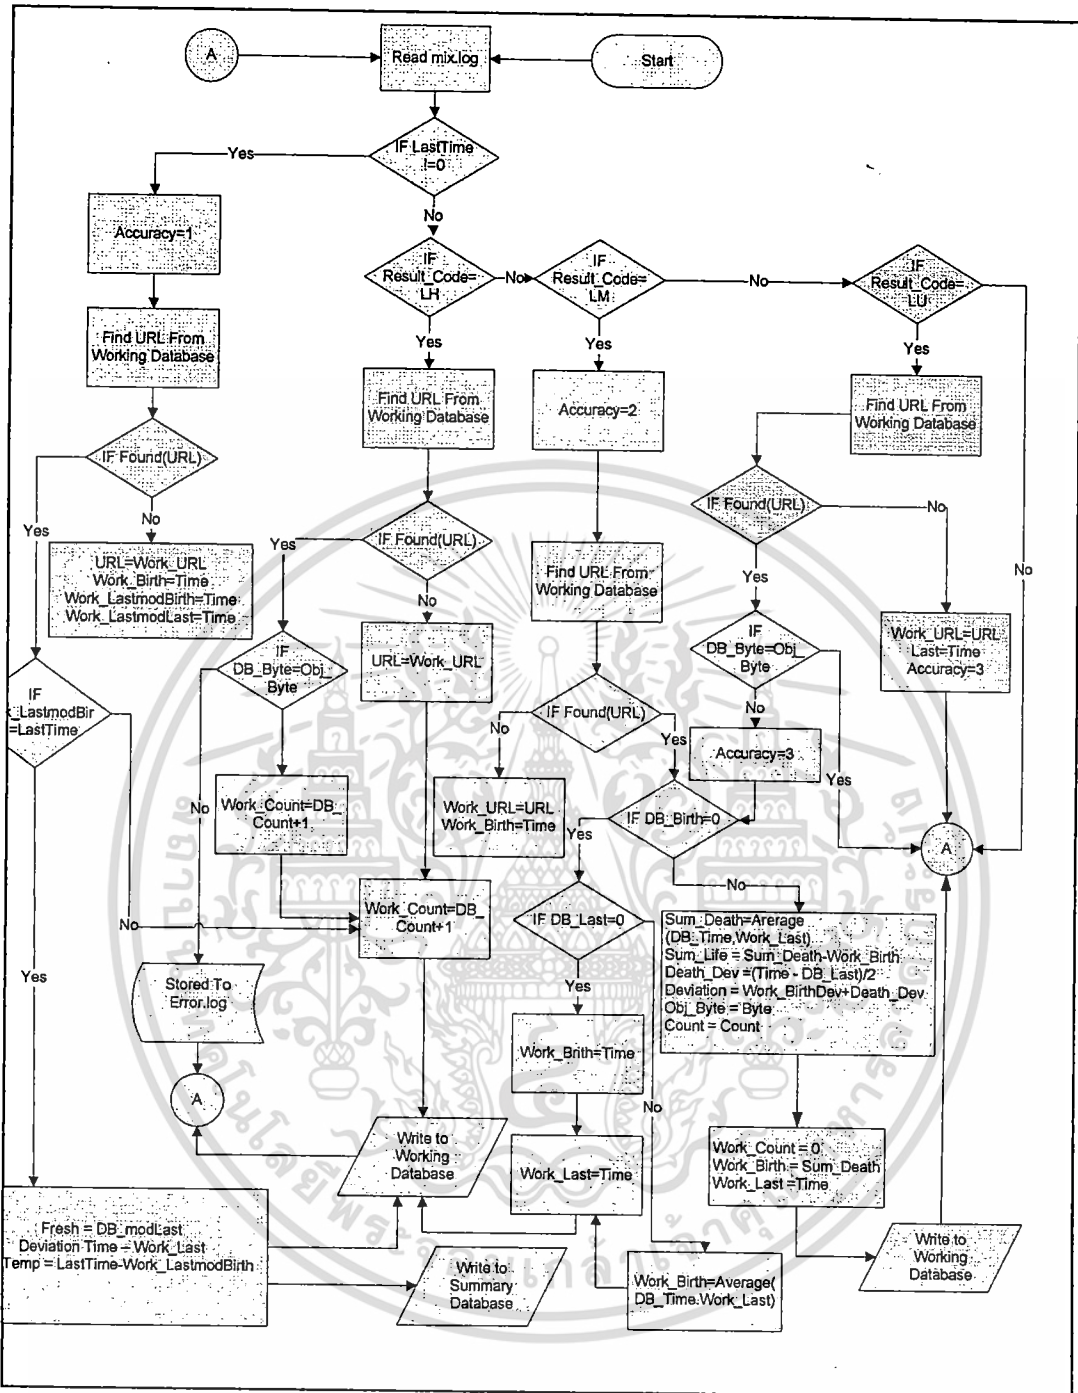 A
Read mix.log
Start
IF LastTime
!=0
Yes
No
Accuracy=1
IF
Result_Code=
LH
No
IF
Result_Code=
LM
No
IF
Result_Code=
LU
Find URL From
Working Database
Yes
Yes
Yes
No
Find URL From
Working Database
Accuracy=2
Find URL From
Working Database
IF Found(URL)
Yes
No
IF Found(URL)
Yes
No
IF Found(URL)
No
Yes
URL=Work_URL
Work_Birth=Time
Work_LastmodBirth=Time
Work_LastmodLast=Time
Find URL From
Working Database
IF
DB_Byte=Obj_
Byte
URL=Work_URL
IF
DB_Byte=Obj_
Byte
Work_URL=URL
Last=Time
Accuracy=3
IF
_LastmodBir
=LastTime
IF Found(URL)
No
Yes
No
Accuracy=3
Yes
No
Work_Count=DB_
Count+1
Work_URL=URL
Work_Birth=Time
IF DB_Birth=0
Yes
No
A
Work_Count=DB_
Count+1
No
IF DB_Last=0
Yes
No
Sum_Death=Arerage
(DB_Time,Work_Last)
Sum_Life = Sum_Death-Work_Birth
Death_Dev =(Time - DB_Last)/2
Deviation = Work_BirthDev+Death_Dev
Obj_Byte = Byte
Count = Count
Yes
Stored To
Error.log
Work_Brith=Time
A
Write to
Working
Database
Work_Last=Time
Work_Count = 0
Work_Birth = Sum_Death
Work_Last =Time
Fresh = DB_modLast
Deviation Time = Work_Last
Temp = LastTime-Work_LastmodBirth
Write to
Summary
Database
Work_Birth=Average(
DB_Time.Work_Last)
Write to
Working
Database